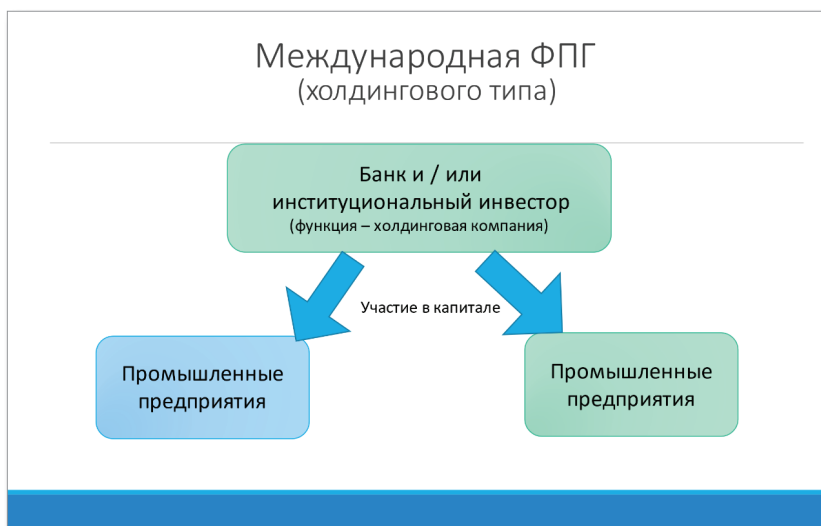 Международная ФПГ
(холдингового типа)
Банк и / или
институциональный инвестор
(функция – холдинговая компания)
Участие в капитале
Промышленные
предприятия
Промышленные
предприятия